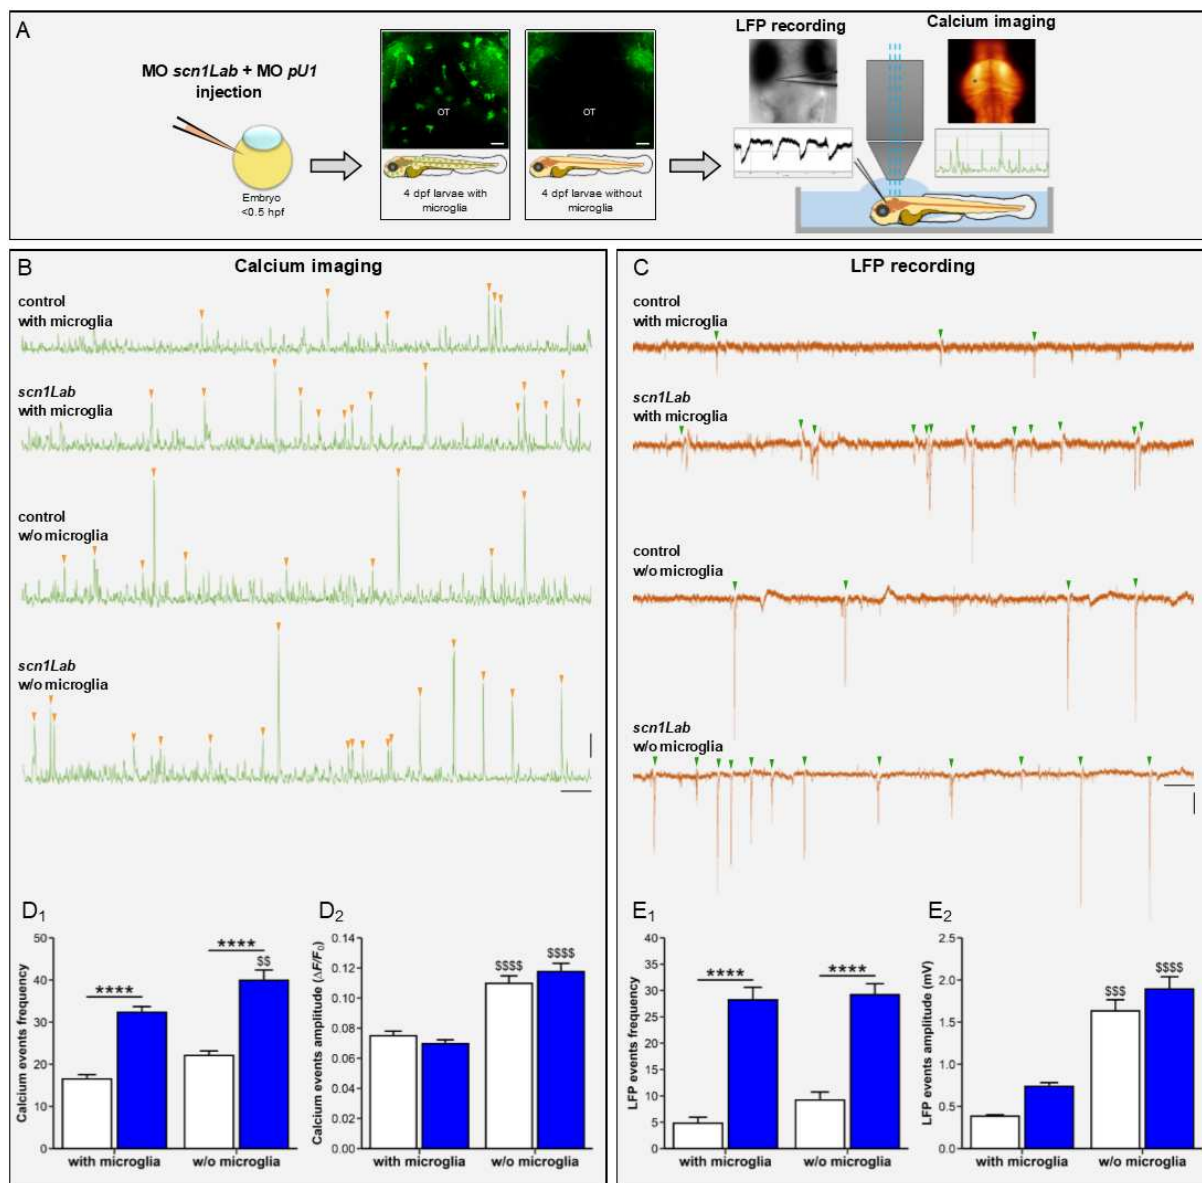 A
MO scn1Lab + MO pU1
injection
Embryo
<0.5 hpf
OT
4 dpf larvae with
microglia
OT
4 dpf larvae without
microglia
LFP recording
Calcium imaging
B
Calcium imaging
control
with microglia
scn1Lab
with microglia
control
w/o microglia
scn1Lab
w/o microglia
C
LFP recording
control
with microglia
scn1Lab
with microglia
control
w/o microglia
scn1Lab
w/o microglia
D1
Calcium events frequency
50
40
30
20
10
0
****
****
$$
with microglia
w/o microglia
D2
Calcium events amplitude (ΔF/F0)
0.14
0.12
0.10
0.08
0.06
0.04
0.02
0.00
$$$$
$$$$
with microglia
w/o microglia
E1
LFP events frequency
40
35
30
25
20
15
10
5
0
****
****
with microglia
w/o microglia
E2
LFP events amplitude (mV)
2.5
2.0
1.5
1.0
0.5
0.0
$$$
$$$$
with microglia
w/o microglia